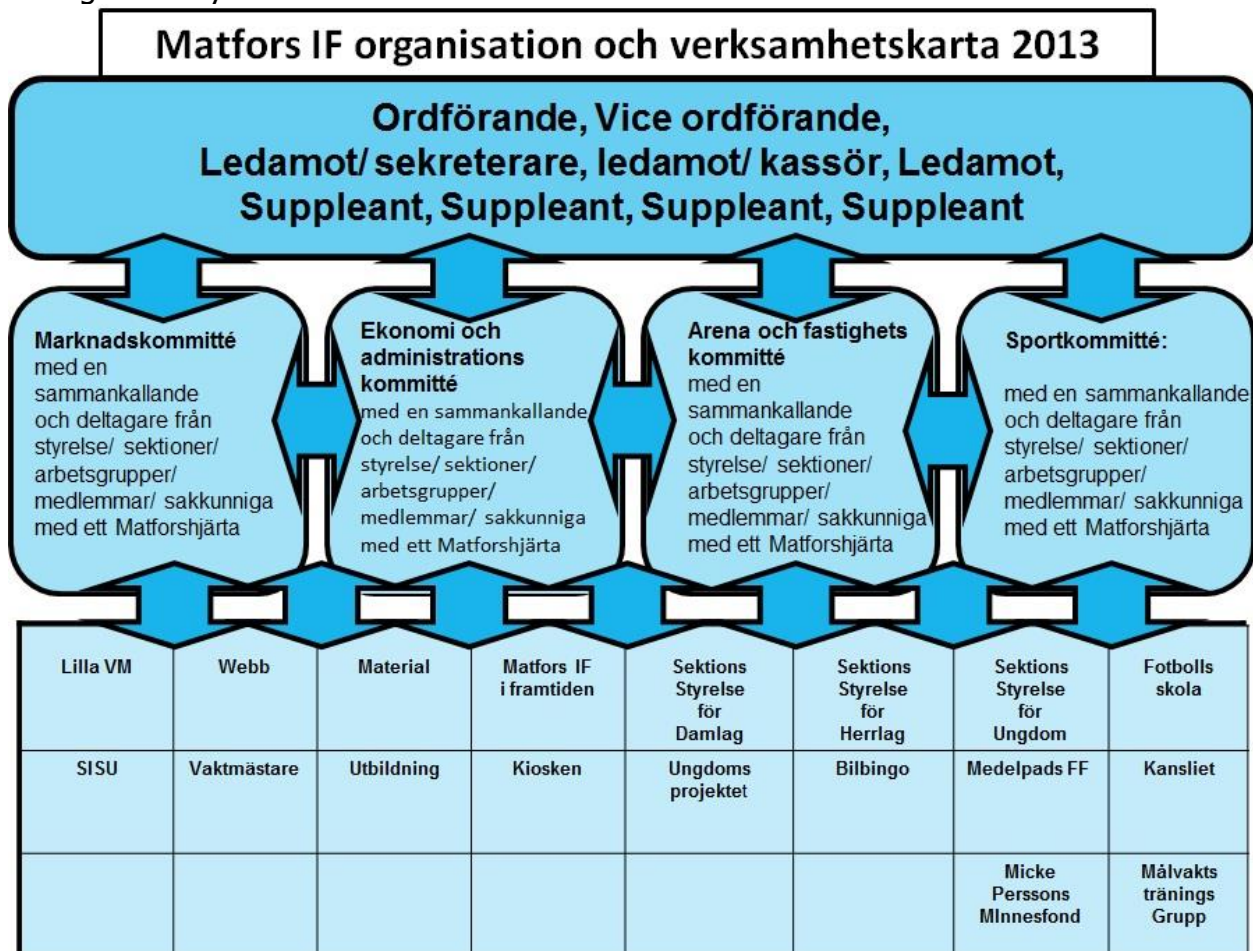 Matfors IF organisation och verksamhetskarta 2013
Ordförande, Vice ordförande,
Ledamot/ sekreterare, ledamot/ kassör, Ledamot,
Suppleant, Suppleant, Suppleant, Suppleant
Marknadskommitté
med en
sammankallande
och deltagare från
styrelse/ sektioner/
arbetsgrupper/
medlemmar/ sakkunniga
med ett Matforshjärta
Ekonomi och
administrations
kommitté
med en sammankallande
och deltagare från
styrelse/ sektioner/
arbetsgrupper/
medlemmar/ sakkunniga
med ett Matforshjärta
Arena och fastighets
kommitté
med en
sammankallande
och deltagare från
styrelse/ sektioner/
arbetsgrupper/
medlemmar/ sakkunniga
med ett Matforshjärta
Sportkommitté:
med en sammankallande
och deltagare från
styrelse/ sektioner/
arbetsgrupper/
medlemmar/ sakkunniga
med ett Matforshjärta
Lilla VM
Webb
Material
Matfors IF
i framtiden
Sektions
Styrelse
för
Damlag
Sektions
Styrelse
för
Herrlag
Sektions
Styrelse
för
Ungdom
Fotbolls
skola
SISU
Vaktmästare
Utbildning
Kiosken
Ungdoms
projektet
Bilbingo
Medelpads FF
Kansliet
Micke
Perssons
MInnesfond
Målvakts
tränings
Grupp